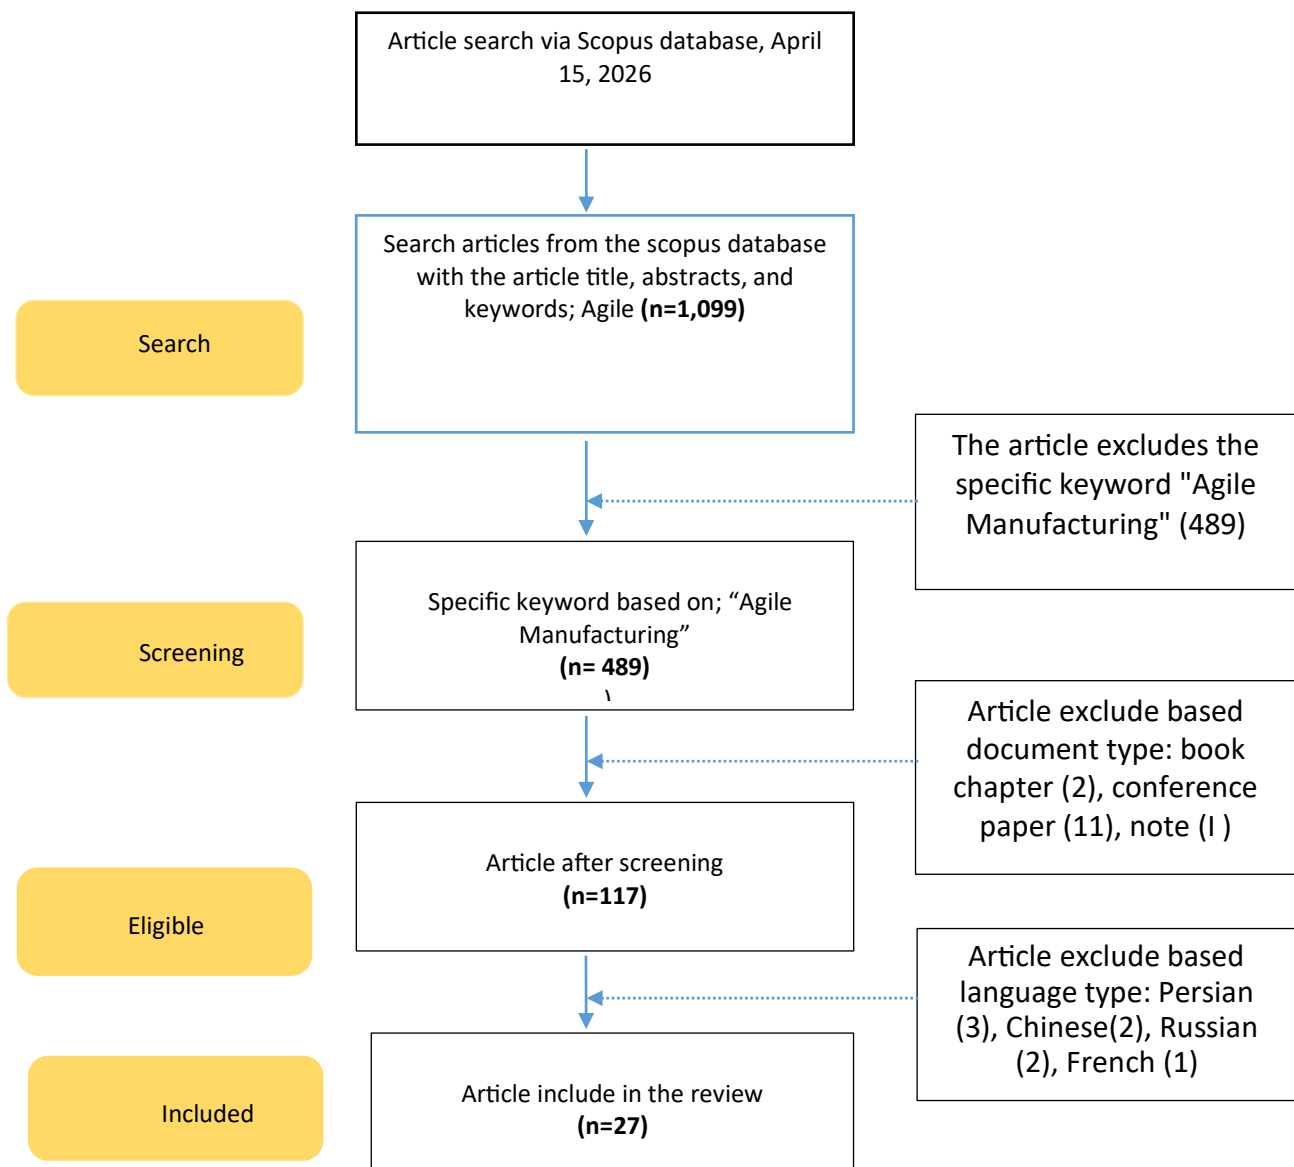 Article search via Scopus database, April
15, 2026
Search articles from the scopus database
with the article title, abstracts, and
keywords; Agile (n=1,099)
Search
The article excludes the
specific keyword "Agile
Manufacturing" (489)
Specific keyword based on; “Agile
Manufacturing”
(n= 489)
)
Screening
Article exclude based
document type: book
chapter (2), conference
paper (11), note (I )
Article after screening
(n=117)
Eligible
Article exclude based
language type: Persian
(3), Chinese(2), Russian
(2), French (1)
Article include in the review
(n=27)
Included